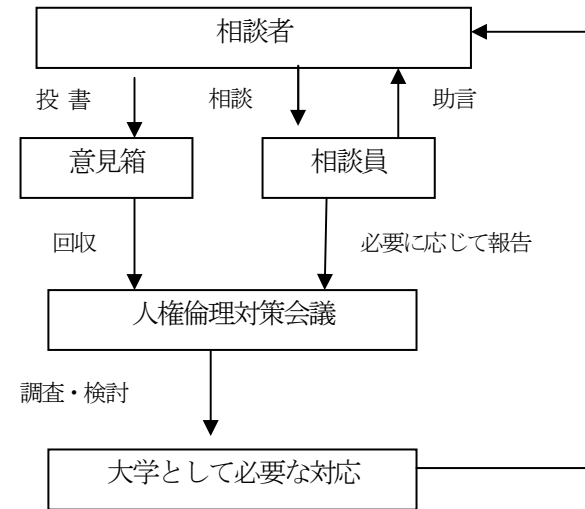 相談者
投 書
相談
助言
意見箱
相談員
回収
必要に応じて報告
人権倫理対策会議
調査・検討
大学として必要な対応